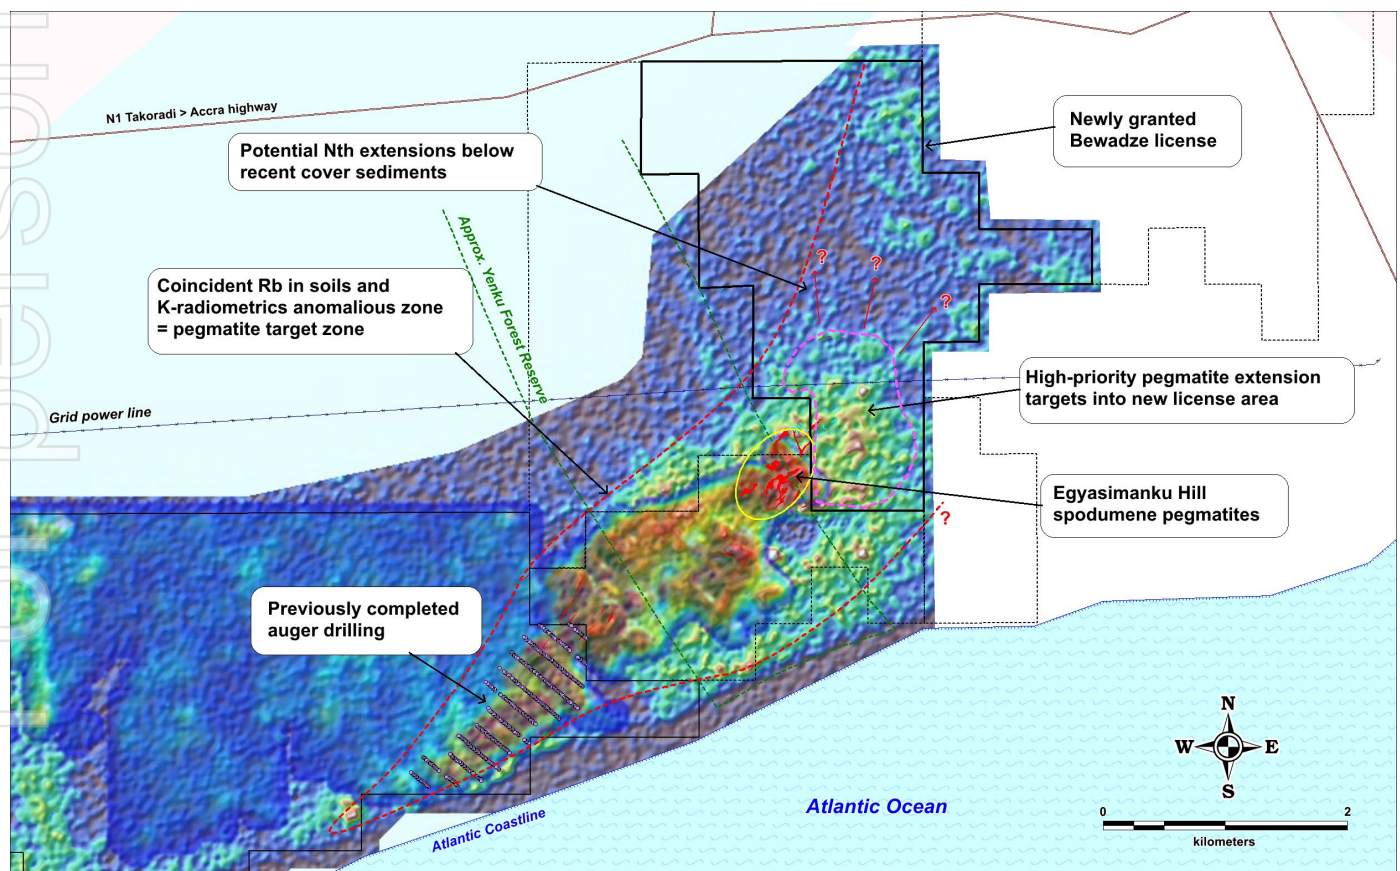 N1 Takoradi > Accra highway
Potential Nth extensions below
recent cover sediments
Newly granted
Bewadze license
Approx. Yenku Forest Reserve
Coincident Rb in soils and
K-radiometrics anomalious zone
= pegmatite target zone
?
?
?
Grid power line
High-priority pegmatite extension
targets into new license area
Egyasimanku Hill
spodumene pegmatites
?
Previously completed
auger drilling
N
W
E
S
Atlantic Ocean
Atlantic Coastline
0
2
kilometers
personal